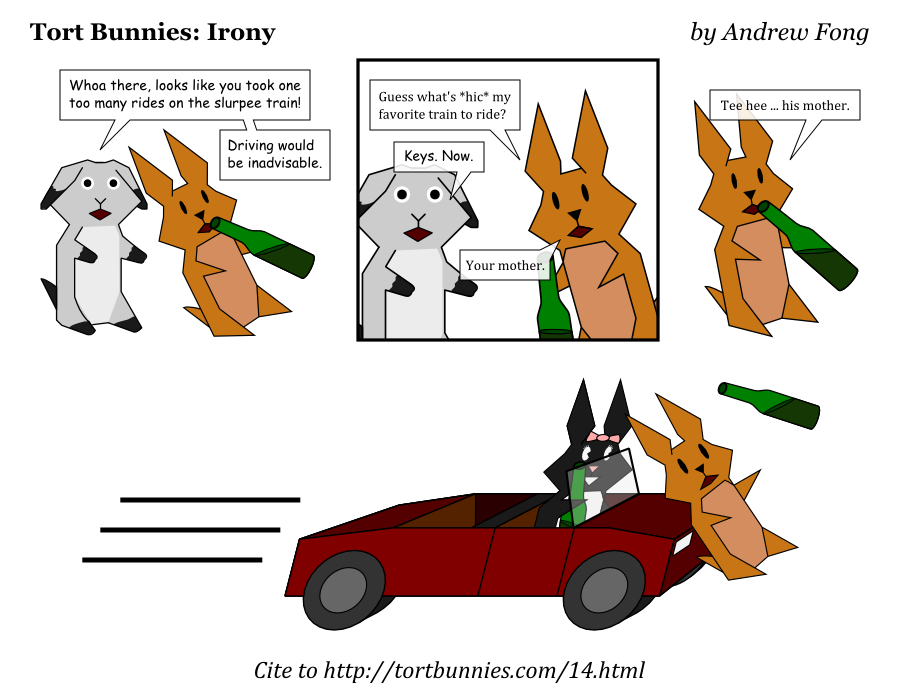 Tort Bunnies: Irony
by Andrew Fong
Whoa there, looks like you took one
too many rides on the slurpee train!
Driving would
be inadvisable.
Guess what's *hic* my
favorite train to ride?
Keys. Now.
Your mother.
Tee hee ... his mother.
Cite to http://tortbunnies.com/14.html